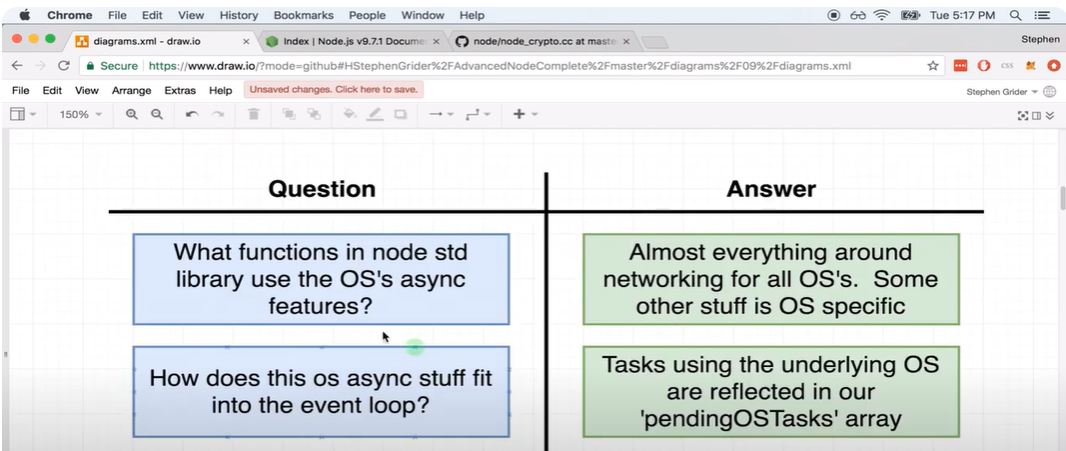 Chrome File Edit View History Bookmarks People Window Help Tue 5:17 PM
diagrams.xml - draw.io Index | Node.js v9.7.1 Docume node/node_crypto.cc at maste Stephen
Secure https://www.draw.io/?mode=github#HStephenGrider%2FAdvancedNodeComplete%2Fmaster%2Fdiagrams%2F09%2Fdiagrams.xml CSS
File Edit View Arrange Extras Help Unsaved changes. Click here to save. Stephen Grider
150%
Question Answer
What functions in node std
library use the OS's async
features?
Almost everything around
networking for all OS's. Some
other stuff is OS specific
How does this os async stuff fit
into the event loop?
Tasks using the underlying OS
are reflected in our
'pendingOSTasks' array